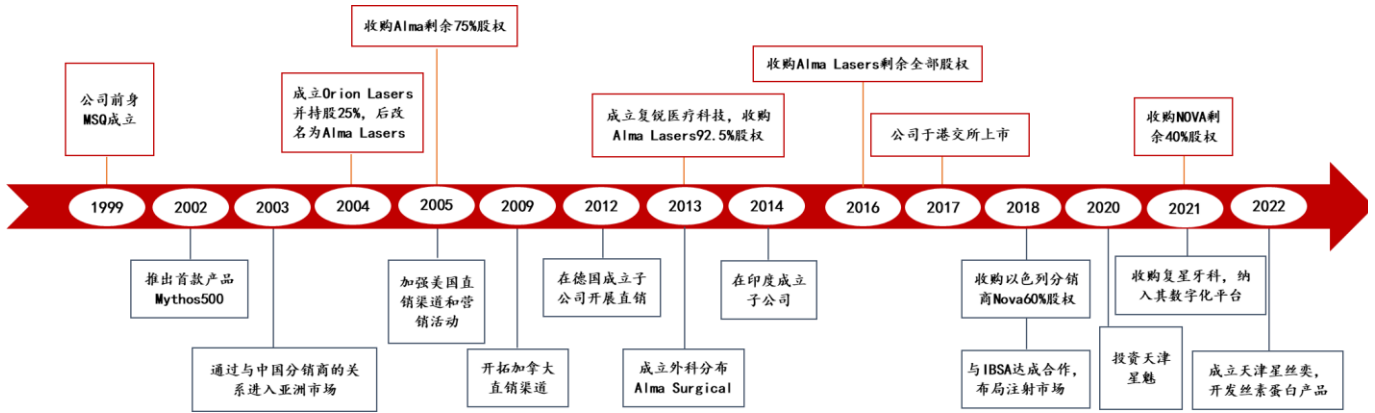 收购Alma剩余75%股权
收购Alma Lasers剩余全部股权
公司前身
MSQ成立
成立Orion Lasers
并持股25%，后改
名为Alma Lasers
成立复锐医疗科技，收购
Alma Lasers92.5%股权
公司于港交所上市
收购NOVA剩
余40%股权
1999
2002
2003
2004
2005
2009
2012
2013
2014
2016
2017
2018
2020
2021
2022
推出首款产品
Mythos500
加强美国直
销渠道和营
销活动
在德国成立子
公司开展直销
在印度成立
子公司
收购以色列分销
商Nova60%股权
收购复星牙科，纳
入其数字化平台
通过与中国分销商的关
系进入亚洲市场
开拓加拿大
直销渠道
成立外科分布
Alma Surgical
与IBSA达成合作，
布局注射市场
投资天津
星魅
成立天津星丝奕，
开发丝素蛋白产品